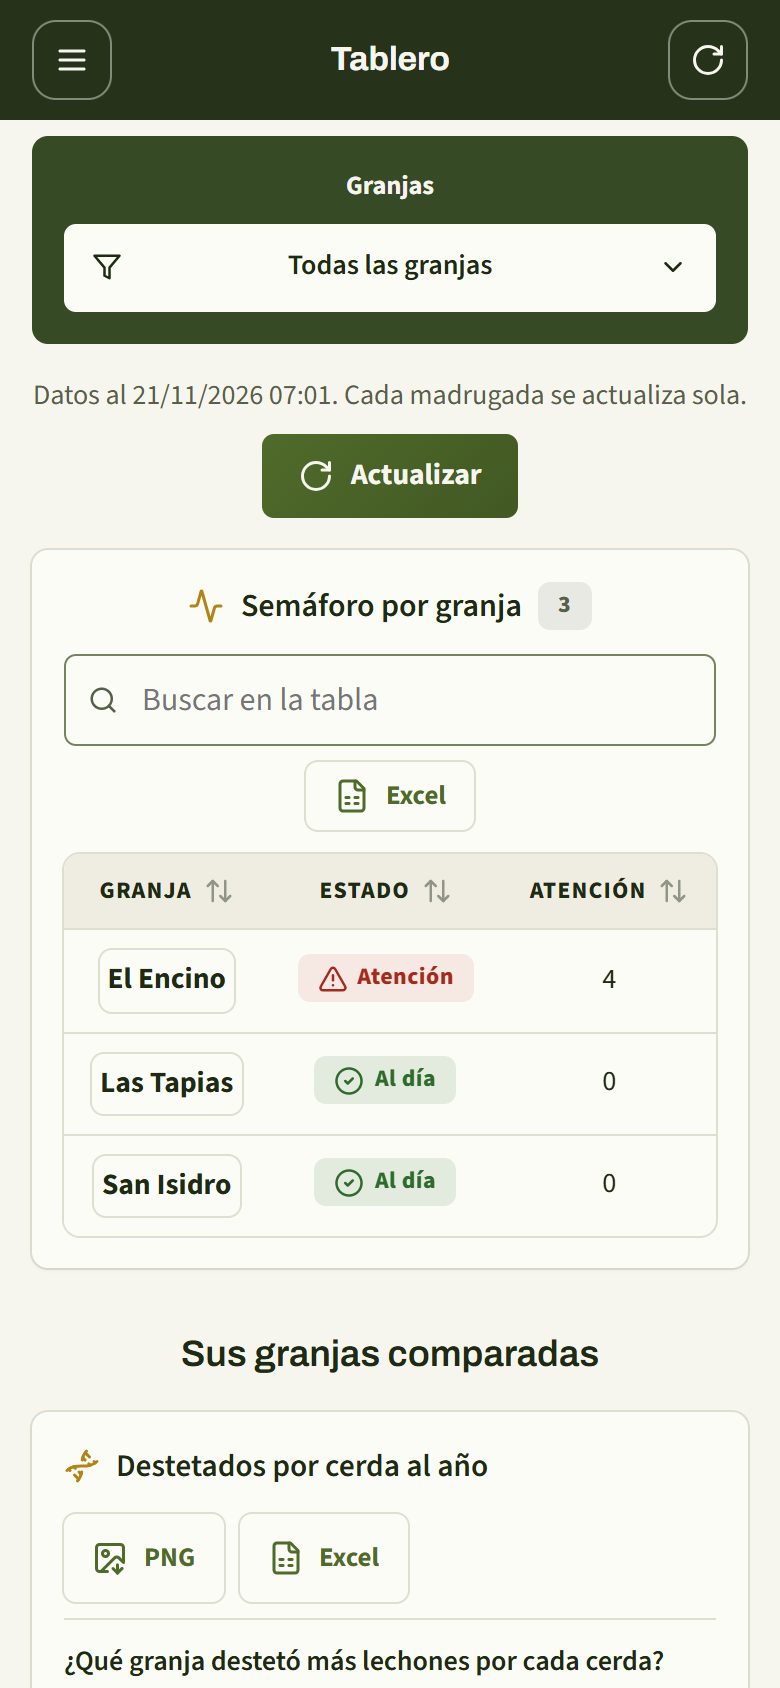 Tablero
Granjas
Todas las granjas
Datos al 21/11/2026 07:01. Cada madrugada se actualiza sola.
Actualizar
Semáforo por granja 3
Buscar en la tabla
Excel
GRANJA ESTADO ATENCIÓN
El Encino Atención 4
Las Tapias Al día 0
San Isidro Al día 0
Sus granjas comparadas
Destetados por cerda al año
PNG Excel
¿Qué granja destetó más lechones por cada cerda?